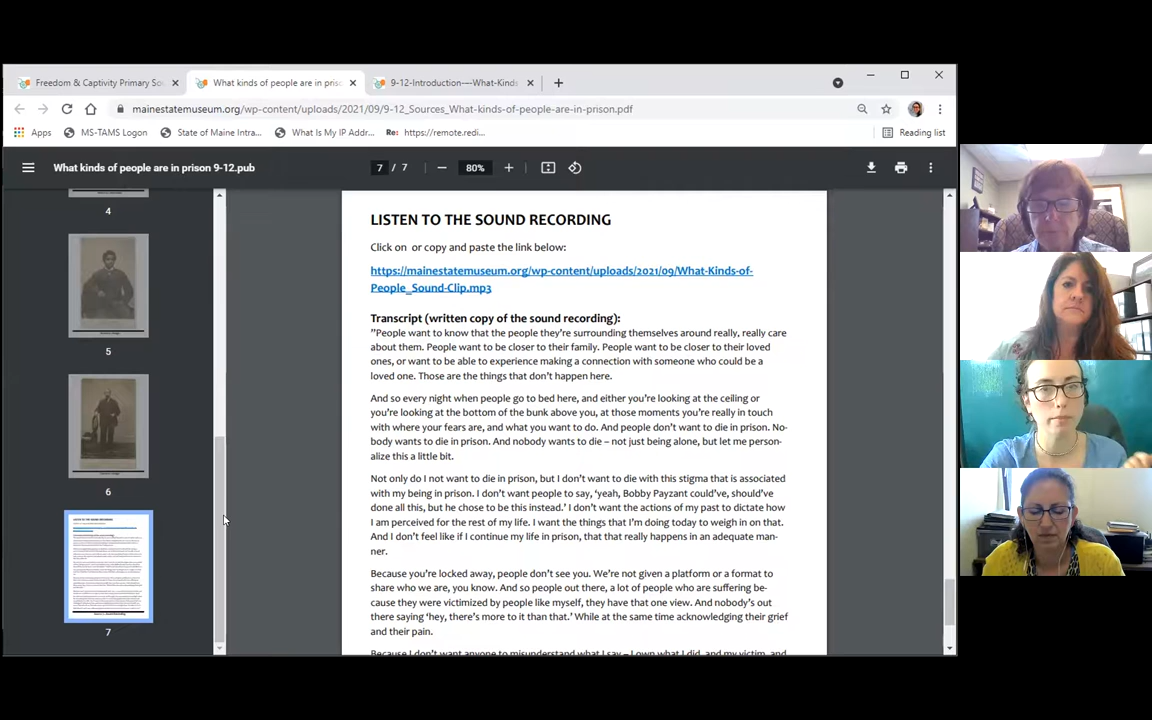 Freedom & Captivity Primary So
What kinds of people are in pris
9-12-Introduction-–-What-Kinds
mainestatemuseum.org/wp-content/uploads/2021/09/9-12_Sources_What-kinds-of-people-are-in-prison.pdf
Apps
MS-TAMS Logon
State of Maine Intra...
What Is My IP Addr...
Re: https://remote.redi...
Reading list
What kinds of people are in prison 9-12.pub
7 / 7
80%
4
5
6
7
LISTEN TO THE SOUND RECORDING
Click on or copy and paste the link below:
https://mainestatemuseum.org/wp-content/uploads/2021/09/What-Kinds-of-
People_Sound-Clip.mp3
Transcript (written copy of the sound recording):
"People want to know that the people they're surrounding themselves around really, really care
about them. People want to be closer to their family. People want to be closer to their loved
ones, or want to be able to experience making a connection with someone who could be a
loved one. Those are the things that don't happen here.
And so every night when people go to bed here, and either you're looking at the ceiling or
you're looking at the bottom of the bunk above you, at those moments you're really in touch
with where your fears are, and what you want to do. And people don't want to die in prison. No-
body wants to die in prison. And nobody wants to die – not just being alone, but let me person-
alize this a little bit.
Not only do I not want to die in prison, but I don't want to die with this stigma that is associated
with my being in prison. I don't want people to say, 'yeah, Bobby Payzant could've, should've
done all this, but he chose to be this instead.' I don't want the actions of my past to dictate how
I am perceived for the rest of my life. I want the things that I'm doing today to weigh in on that.
And I don't feel like if I continue my life in prison, that that really happens in an adequate man-
ner.
Because you're locked away, people don't see you. We're not given a platform or a format to
share who we are, you know. And so people out there, a lot of people who are suffering be-
cause they were victimized by people like myself, they have that one view. And nobody's out
there saying 'hey, there's more to it than that.' While at the same time acknowledging their grief
and their pain.
Because I don't want anyone to misunderstand what I say – I own what I did, and my victim, and